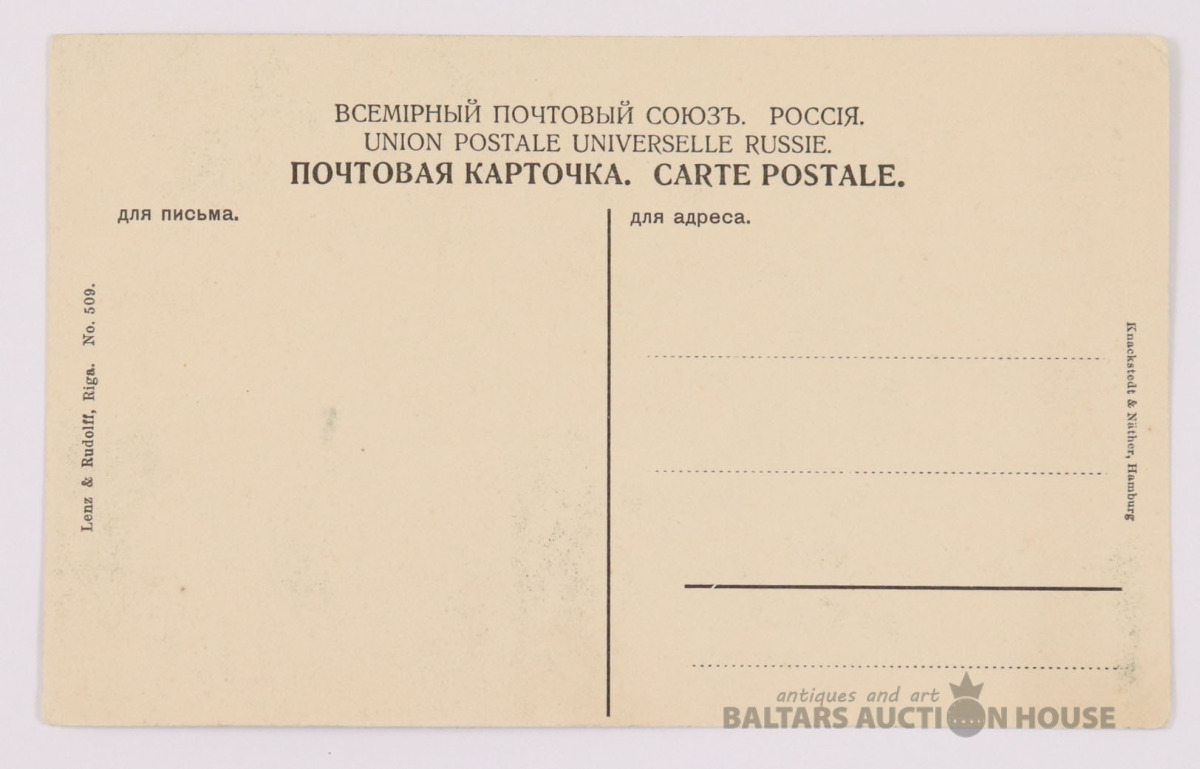 ВСЕМІРНЫЙ ПОЧТОВЫЙ СОЮЗЪ. РОССІЯ.
UNION POSTALE UNIVERSELLE RUSSIE.
ПОЧТОВАЯ КАРТОЧКА. CARTE POSTALE.
для письма.
для адреса.
Lenz & Rudolff, Riga. No. 509.
Knackstedt & Näther, Hamburg
antiques and art
BALTARS AUCTION HOUSE